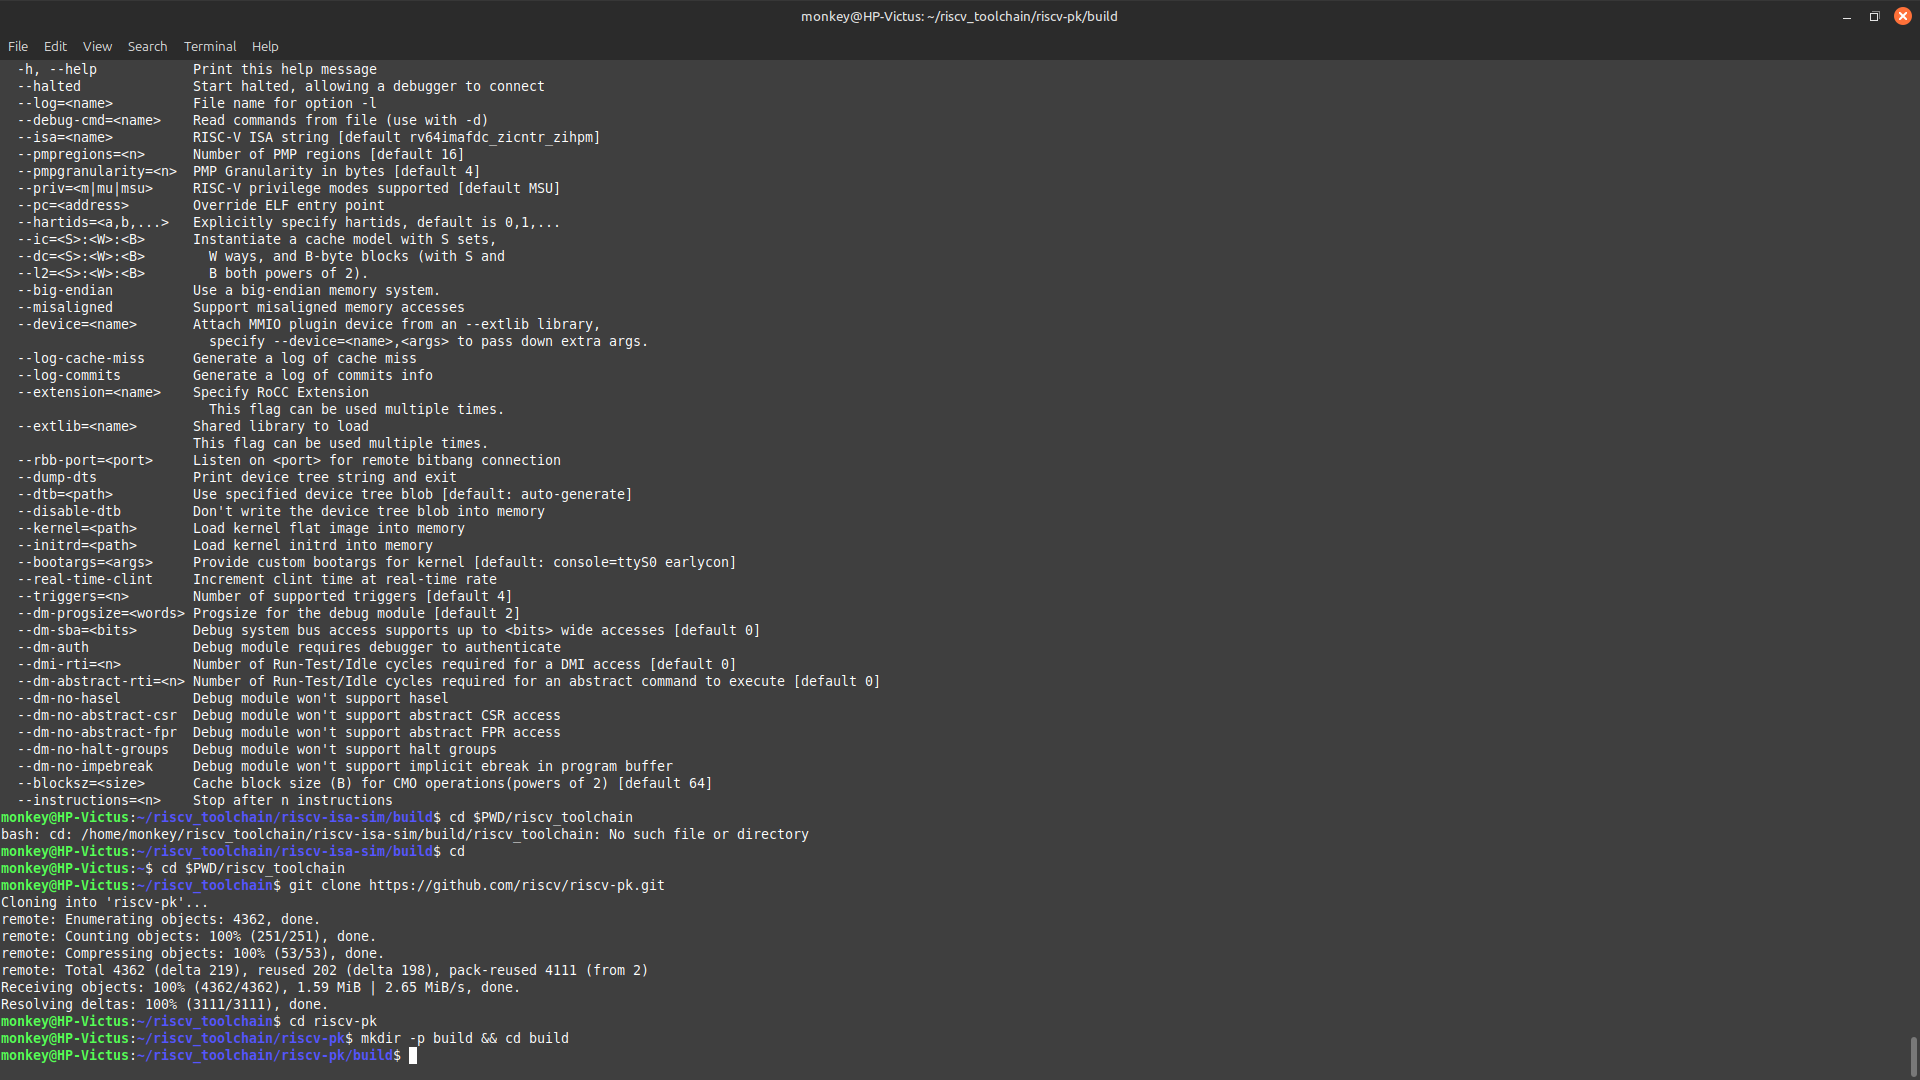 monkey@HP-Victus: ~/riscv_toolchain/riscv-pk/build
File Edit View Search Terminal Help
  -h, --help            Print this help message
  --halted              Start halted, allowing a debugger to connect
  --log=<name>          File name for option -l
  --debug-cmd=<name>    Read commands from file (use with -d)
  --isa=<name>          RISC-V ISA string [default rv64imafdc_zicntr_zihpm]
  --pmpregions=<n>      Number of PMP regions [default 16]
  --pmpgranularity=<n>  PMP Granularity in bytes [default 4]
  --priv=<m|mu|msu>     RISC-V privilege modes supported [default MSU]
  --pc=<address>        Override ELF entry point
  --hartids=<a,b,...>   Explicitly specify hartids, default is 0,1,...
  --ic=<S>:<W>:<B>      Instantiate a cache model with S sets,
  --dc=<S>:<W>:<B>        W ways, and B-byte blocks (with S and
  --l2=<S>:<W>:<B>        B both powers of 2).
  --big-endian          Use a big-endian memory system.
  --misaligned          Support misaligned memory accesses
  --device=<name>       Attach MMIO plugin device from an --extlib library,
                          specify --device=<name>,<args> to pass down extra args.
  --log-cache-miss      Generate a log of cache miss
  --log-commits         Generate a log of commits info
  --extension=<name>    Specify RoCC Extension
                          This flag can be used multiple times.
  --extlib=<name>       Shared library to load
                        This flag can be used multiple times.
  --rbb-port=<port>     Listen on <port> for remote bitbang connection
  --dump-dts            Print device tree string and exit
  --dtb=<path>          Use specified device tree blob [default: auto-generate]
  --disable-dtb         Don't write the device tree blob into memory
  --kernel=<path>       Load kernel flat image into memory
  --initrd=<path>       Load kernel initrd into memory
  --bootargs=<args>     Provide custom bootargs for kernel [default: console=ttyS0 earlycon]
  --real-time-clint     Increment clint time at real-time rate
  --triggers=<n>        Number of supported triggers [default 4]
  --dm-progsize=<words> Progsize for the debug module [default 2]
  --dm-sba=<bits>       Debug system bus access supports up to <bits> wide accesses [default 0]
  --dm-auth             Debug module requires debugger to authenticate
  --dmi-rti=<n>         Number of Run-Test/Idle cycles required for a DMI access [default 0]
  --dm-abstract-rti=<n> Number of Run-Test/Idle cycles required for an abstract command to execute [default 0]
  --dm-no-hasel         Debug module won't support hasel
  --dm-no-abstract-csr  Debug module won't support abstract CSR access
  --dm-no-abstract-fpr  Debug module won't support abstract FPR access
  --dm-no-halt-groups   Debug module won't support halt groups
  --dm-no-impebreak     Debug module won't support implicit ebreak in program buffer
  --blocksz=<size>      Cache block size (B) for CMO operations(powers of 2) [default 64]
  --instructions=<n>    Stop after n instructions
monkey@HP-Victus:~/riscv_toolchain/riscv-isa-sim/build$ cd $PWD/riscv_toolchain
bash: cd: /home/monkey/riscv_toolchain/riscv-isa-sim/build/riscv_toolchain: No such file or directory
monkey@HP-Victus:~/riscv_toolchain/riscv-isa-sim/build$ cd
monkey@HP-Victus:~$ cd $PWD/riscv_toolchain
monkey@HP-Victus:~/riscv_toolchain$ git clone https://github.com/riscv/riscv-pk.git
Cloning into 'riscv-pk'...
remote: Enumerating objects: 4362, done.
remote: Counting objects: 100% (251/251), done.
remote: Compressing objects: 100% (53/53), done.
remote: Total 4362 (delta 219), reused 202 (delta 198), pack-reused 4111 (from 2)
Receiving objects: 100% (4362/4362), 1.59 MiB | 2.65 MiB/s, done.
Resolving deltas: 100% (3111/3111), done.
monkey@HP-Victus:~/riscv_toolchain$ cd riscv-pk
monkey@HP-Victus:~/riscv_toolchain/riscv-pk$ mkdir -p build && cd build
monkey@HP-Victus:~/riscv_toolchain/riscv-pk/build$